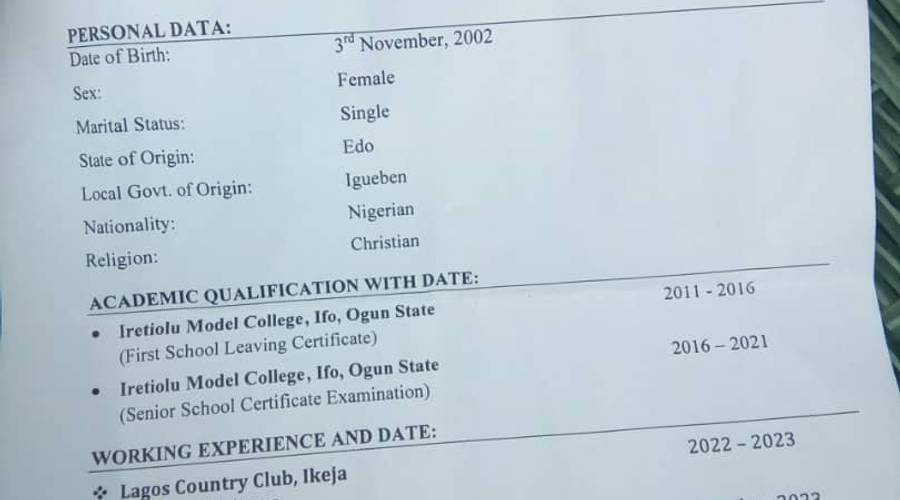 PERSONAL DATA:
Date of Birth: 3rd November, 2002
Sex: Female
Marital Status: Single
State of Origin: Edo
Local Govt. of Origin: Igueben
Nationality: Nigerian
Religion: Christian
ACADEMIC QUALIFICATION WITH DATE:
• Iretiolu Model College, Ifo, Ogun State 2011 - 2016
(First School Leaving Certificate)
• Iretiolu Model College, Ifo, Ogun State 2016 – 2021
(Senior School Certificate Examination)
WORKING EXPERIENCE AND DATE:
❖ Lagos Country Club, Ikeja 2022 – 2023